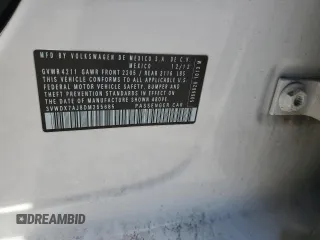 MFD BY VOLKSWAGEN DE MEXICO S.A. DE C.V.
MEXICO 12/12
GVWR 4211 GAWR FRONT 2205 / REAR 2116 LBS
THIS VEHICLE CONFORMS TO ALL APPLICABLE U.S.
FEDERAL MOTOR VEHICLE SAFETY, BUMPER AND
THEFT PREVENTION STANDARDS IN EFFECT ON THE
DATE OF MANUFACTURE SHOWN ABOVE.
PASSENGER CAR
DREAMBID